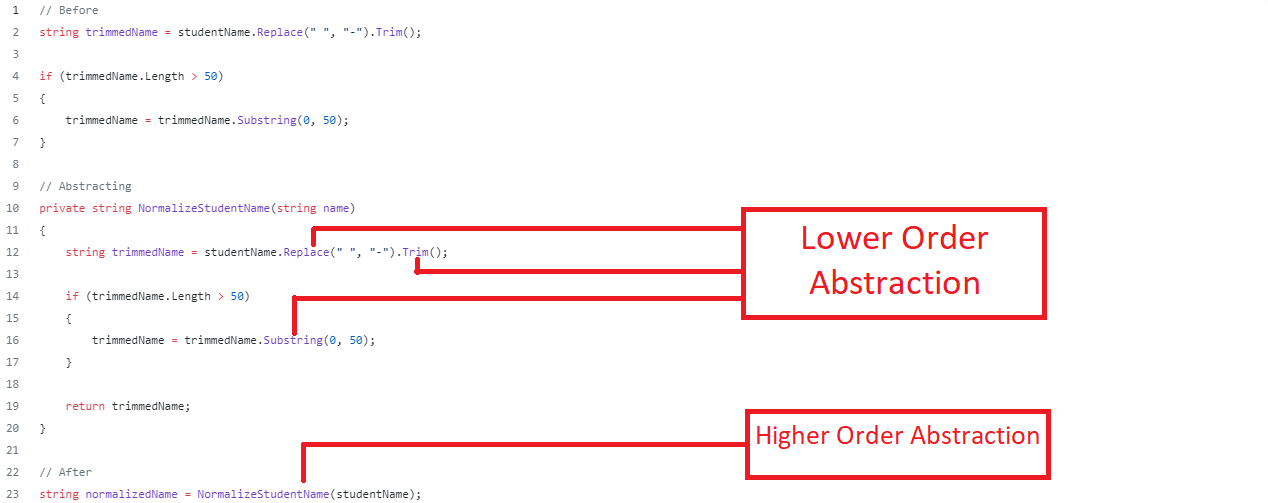 1 // Before
2 string trimmedName = studentName.Replace(" ", "-").Trim();
3
4 if (trimmedName.Length > 50)
5 {
6 trimmedName = trimmedName.Substring(0, 50);
7 }
8
9 // Abstracting
10 private string NormalizeStudentName(string name)
11 {
12 string trimmedName = studentName.Replace(" ", "-").Trim();
13
14 if (trimmedName.Length > 50)
15 {
16 trimmedName = trimmedName.Substring(0, 50);
17 }
18
19 return trimmedName;
20 }
21
22 // After
23 string normalizedName = NormalizeStudentName(studentName);
Lower Order
Abstraction
Higher Order Abstraction